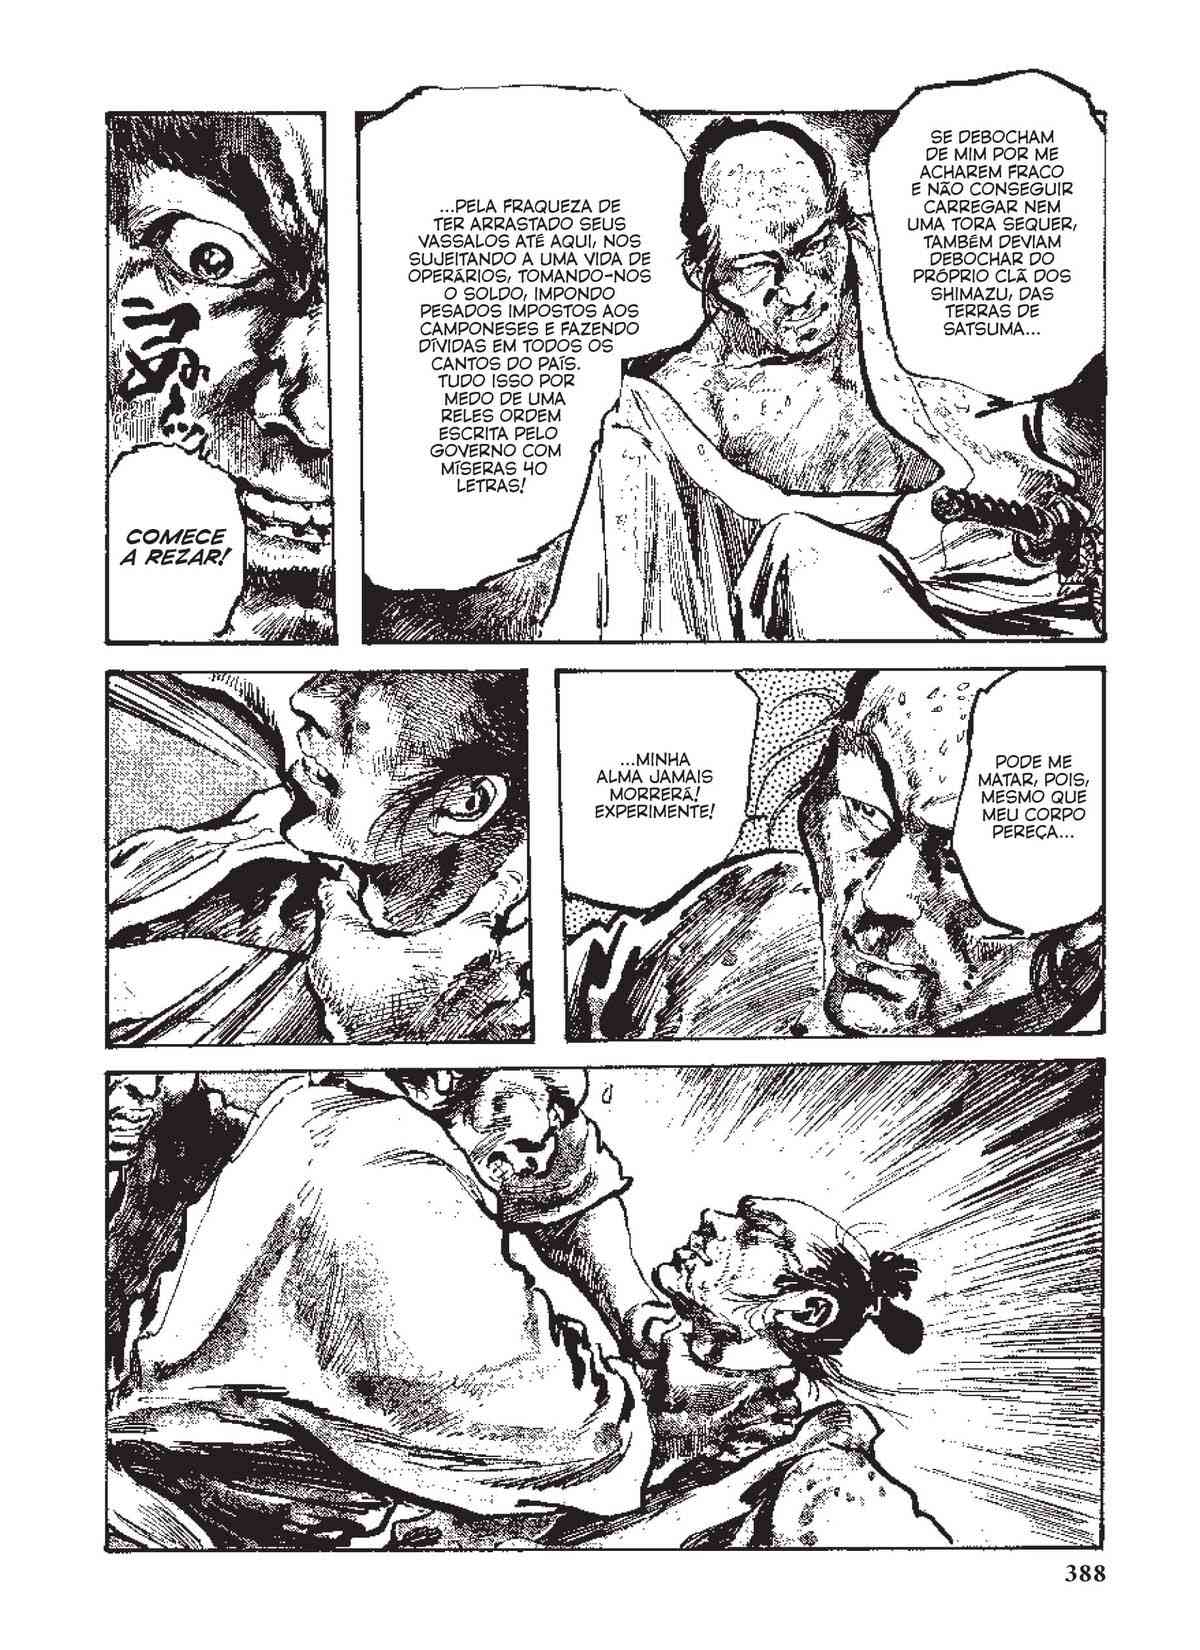 SE DEBOCHAM
DE MIM POR ME
ACHAREM FRACO
E NÃO CONSEGUIR
CARREGAR NEM
UMA TORA SEQUER,
TAMBÉM DEVIAM
DEBOCHAR DO
PRÓPRIO CLÃ DOS
SHIMAZU, DAS
TERRAS DE
SATSUMA...
...PELA FRAQUEZA DE
TER ARRASTADO SEUS
VASSALOS ATÉ AQUI, NOS
SUJEITANDO A UMA VIDA DE
OPERÁRIOS, TOMANDO-NOS
O SOLDO, IMPONDO
PESADOS IMPOSTOS AOS
CAMPONESES E FAZENDO
DÍVIDAS EM TODOS OS
CANTOS DO PAÍS.
TUDO ISSO POR
MEDO DE UMA
RELES ORDEM
ESCRITA PELO
GOVERNO COM
MÍSERAS 40
LETRAS!
COMECE
A REZAR!
PODE ME
MATAR, POIS,
MESMO QUE
MEU CORPO
PEREÇA...
...MINHA
ALMA JAMAIS
MORRERÁ!
EXPERIMENTE!
388